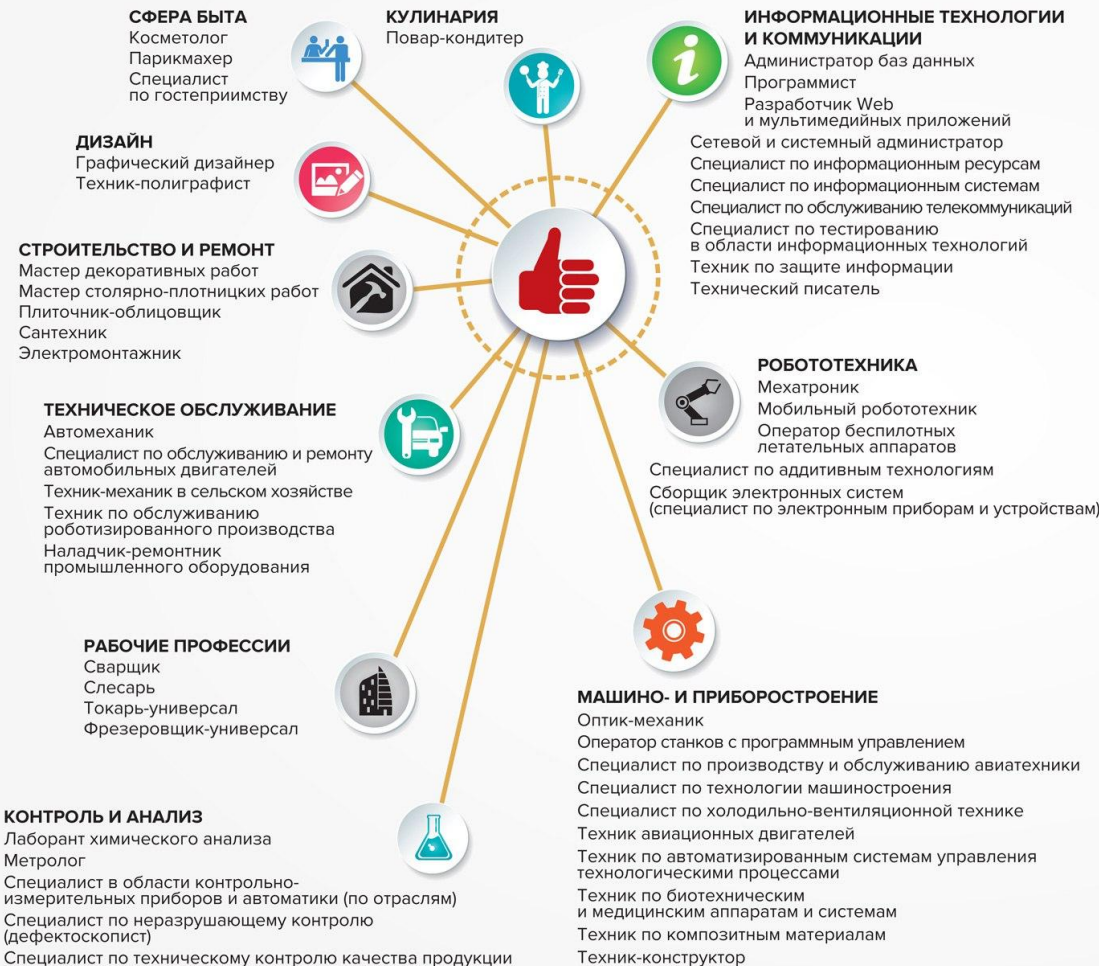 СФЕРА БЫТА
Косметолог
Парикмахер
Специалист
по гостеприимству
КУЛИНАРИЯ
Повар-кондитер
ИНФОРМАЦИОННЫЕ ТЕХНОЛОГИИ
И КОММУНИКАЦИИ
Администратор баз данных
Программист
Разработчик Web
и мультимедийных приложений
Сетевой и системный администратор
Специалист по информационным ресурсам
Специалист по информационным системам
Специалист по обслуживанию телекоммуникаций
Специалист по тестированию
в области информационных технологий
Техник по защите информации
Технический писатель
ДИЗАЙН
Графический дизайнер
Техник-полиграфист
СТРОИТЕЛЬСТВО И РЕМОНТ
Мастер декоративных работ
Мастер столярно-плотницких работ
Плиточник-облицовщик
Сантехник
Электромонтажник
РОБОТОТЕХНИКА
Мехатроник
Мобильный робототехник
Оператор беспилотных
летательных аппаратов
Специалист по аддитивным технологиям
Сборщик электронных систем
(специалист по электронным приборам и устройствам)
ТЕХНИЧЕСКОЕ ОБСЛУЖИВАНИЕ
Автомеханик
Специалист по обслуживанию и ремонту
автомобильных двигателей
Техник-механик в сельском хозяйстве
Техник по обслуживанию
роботизированного производства
Наладчик-ремонтник
промышленного оборудования
РАБОЧИЕ ПРОФЕССИИ
Сварщик
Слесарь
Токарь-универсал
Фрезеровщик-универсал
МАШИНО- И ПРИБОРОСТРОЕНИЕ
Оптик-механик
Оператор станков с программным управлением
Специалист по производству и обслуживанию авиатехники
Специалист по технологии машиностроения
Специалист по холодильно-вентиляционной технике
Техник авиационных двигателей
Техник по автоматизированным системам управления
технологическими процессами
Техник по биотехническим
и медицинским аппаратам и системам
Техник по композитным материалам
Техник-конструктор
КОНТРОЛЬ И АНАЛИЗ
Лаборант химического анализа
Метролог
Специалист в области контрольно-
измерительных приборов и автоматики (по отраслям)
Специалист по неразрушающему контролю
(дефектоскопист)
Специалист по техническому контролю качества продукции